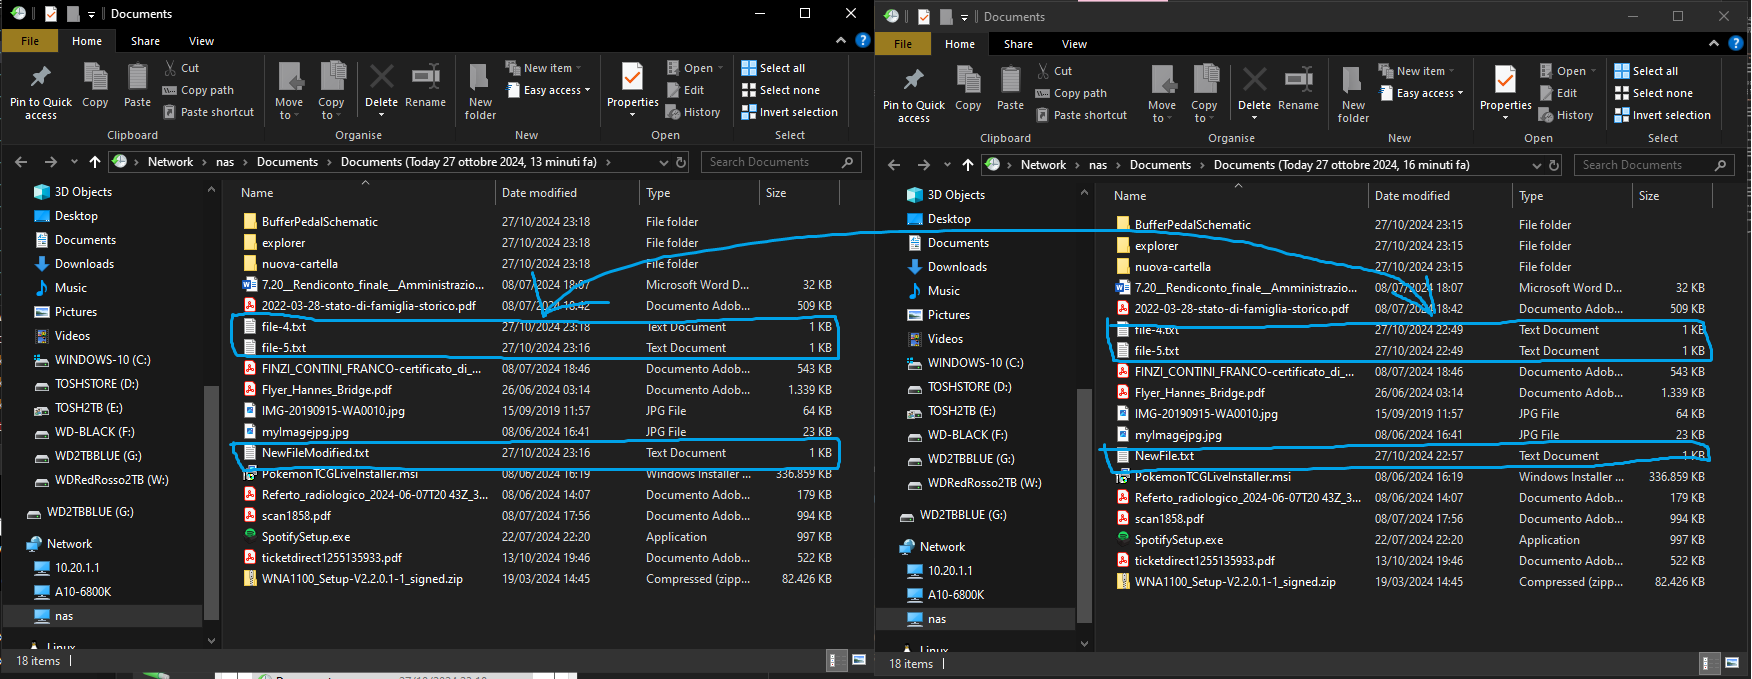 Documents
File Home Share View
Pin to Quick access
Copy
Paste
Cut
Copy path
Paste shortcut
Clipboard
Move to
Copy to
Delete
Rename
Organise
New folder
New item
Easy access
New
Properties
Open
Edit
History
Open
Select all
Select none
Invert selection
Select
Network nas Documents Documents (Today 27 ottobre 2024, 13 minuti fa)
Search Documents
3D Objects
Desktop
Documents
Downloads
Music
Pictures
Videos
WINDOWS-10 (C:)
TOSHSTORE (D:)
TOSH2TB (E:)
WD-BLACK (F:)
WD2TBBLUE (G:)
WDRedRosso2TB (W:)
WD2TBBLUE (G:)
Network
10.20.1.1
A10-6800K
nas
Linux
Name Date modified Type Size
BufferPedalSchematic 27/10/2024 23:18 File folder
explorer 27/10/2024 23:18 File folder
nuova-cartella 27/10/2024 23:18 File folder
7.20__Rendiconto_finale__Amministrazio... 08/07/2024 18:07 Microsoft Word D... 32 KB
2022-03-28-stato-di-famiglia-storico.pdf 08/07/2024 18:42 Documento Adob... 509 KB
file-4.txt 27/10/2024 23:18 Text Document 1 KB
file-5.txt 27/10/2024 23:16 Text Document 1 KB
FINZI_CONTINI_FRANCO-certificato_di_... 08/07/2024 18:46 Documento Adob... 543 KB
Flyer_Hannes_Bridge.pdf 26/06/2024 03:14 Documento Adob... 1.339 KB
IMG-20190915-WA0010.jpg 15/09/2019 11:57 JPG File 64 KB
myImagejpg.jpg 08/06/2024 16:41 JPG File 23 KB
NewFileModified.txt 27/10/2024 23:16 Text Document 1 KB
PokemonTCGLiveInstaller.msi 08/06/2024 16:19 Windows Installer ... 336.859 KB
Referto_radiologico_2024-06-07T20 43Z_3... 08/06/2024 14:07 Documento Adob... 179 KB
scan1858.pdf 08/07/2024 17:56 Documento Adob... 994 KB
SpotifySetup.exe 22/07/2024 22:20 Application 997 KB
ticketdirect1255135933.pdf 13/10/2024 19:46 Documento Adob... 522 KB
WNA1100_Setup-V2.2.0.1-1_signed.zip 19/03/2024 14:45 Compressed (zipp... 82.426 KB
18 items
Documents
File Home Share View
Pin to Quick access
Copy
Paste
Cut
Copy path
Paste shortcut
Clipboard
Move to
Copy to
Delete
Rename
Organise
New folder
New item
Easy access
New
Properties
Open
Edit
History
Open
Select all
Select none
Invert selection
Select
Network nas Documents Documents (Today 27 ottobre 2024, 16 minuti fa)
Search Documents
3D Objects
Desktop
Documents
Downloads
Music
Pictures
Videos
WINDOWS-10 (C:)
TOSHSTORE (D:)
TOSH2TB (E:)
WD-BLACK (F:)
WD2TBBLUE (G:)
WDRedRosso2TB (W:)
WD2TBBLUE (G:)
Network
10.20.1.1
A10-6800K
nas
Linux
Name Date modified Type Size
BufferPedalSchematic 27/10/2024 23:15 File folder
explorer 27/10/2024 23:15 File folder
nuova-cartella 27/10/2024 23:15 File folder
7.20__Rendiconto_finale__Amministrazio... 08/07/2024 18:07 Microsoft Word D... 32 KB
2022-03-28-stato-di-famiglia-storico.pdf 08/07/2024 18:42 Documento Adob... 509 KB
file-4.txt 27/10/2024 22:49 Text Document 1 KB
file-5.txt 27/10/2024 22:49 Text Document 1 KB
FINZI_CONTINI_FRANCO-certificato_di_... 08/07/2024 18:46 Documento Adob... 543 KB
Flyer_Hannes_Bridge.pdf 26/06/2024 03:14 Documento Adob... 1.339 KB
IMG-20190915-WA0010.jpg 15/09/2019 11:57 JPG File 64 KB
myImagejpg.jpg 08/06/2024 16:41 JPG File 23 KB
NewFile.txt 27/10/2024 22:57 Text Document 1 KB
PokemonTCGLiveInstaller.msi 08/06/2024 16:19 Windows Installer ... 336.859 KB
Referto_radiologico_2024-06-07T20 43Z_3... 08/06/2024 14:07 Documento Adob... 179 KB
scan1858.pdf 08/07/2024 17:56 Documento Adob... 994 KB
SpotifySetup.exe 22/07/2024 22:20 Application 997 KB
ticketdirect1255135933.pdf 13/10/2024 19:46 Documento Adob... 522 KB
WNA1100_Setup-V2.2.0.1-1_signed.zip 19/03/2024 14:45 Compressed (zipp... 82.426 KB
18 items